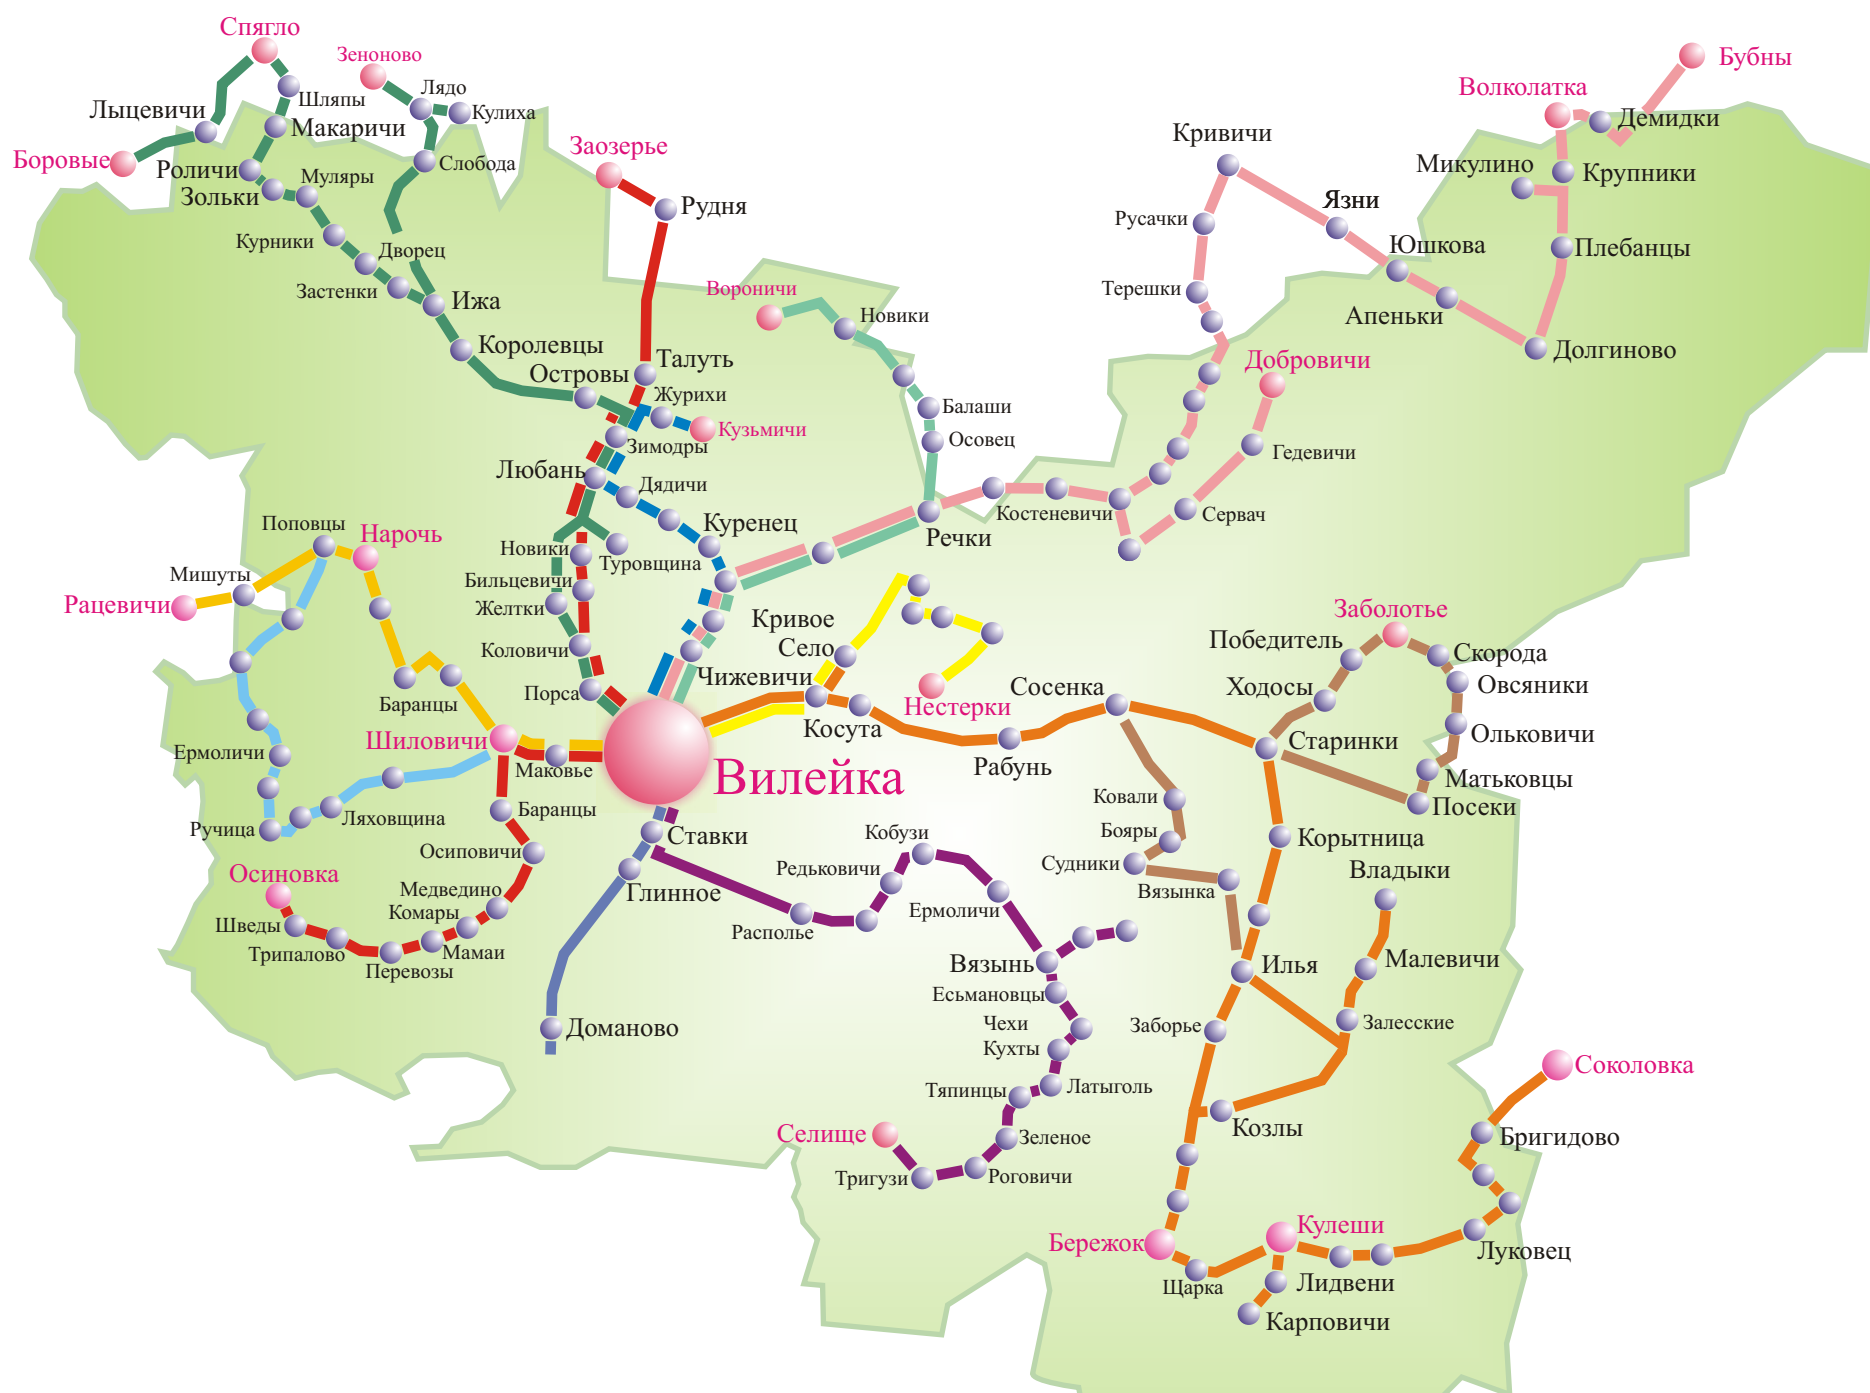 Спягло
Зеноново
Бубны
Лядо
Волколатка
Шляпы
Лыцевичи
Кулиха
Демидки
Макаричи
Кривичи
Заозерье
Боровые
Слобода
Микулино
Роличи
Муляры
Крупники
Зольки
Рудня
Язни
Русачки
Курники
Дворец
Юшкова
Плебанцы
Вороничи
Терешки
Застенки
Ижа
Новики
Апеньки
Королевцы
Талуть
Добровичи
Долгиново
Островы
Журихи
Балаши
Кузьмичи
Зимодры
Осовец
Гедевичи
Любань
Дядичи
Костеневичи
Сервач
Поповцы
Нарочь
Куренец
Речки
Новики
Туровщина
Мишуты
Бильцевичи
Рацевичи
Желтки
Заболотье
Кривое
Село
Победитель
Коловичи
Скорода
Чижевичи
Сосенка
Ходосы
Овсяники
Порса
Баранцы
Нестерки
Косута
Шиловичи
Старинки
Ольковичи
Ермоличи
Маковье
Рабунь
Вилейка
Матьковцы
Ковали
Посеки
Баранцы
Ляховщина
Ручица
Ставки
Кобузи
Бояры
Корытница
Осиповичи
Редьковичи
Судники
Владыки
Осиновка
Медведино
Глинное
Вязынка
Комары
Ермоличи
Шведы
Располье
Трипалово
Мамаи
Перевозы
Вязынь
Илья
Малевичи
Есьмановцы
Доманово
Чехи
Заборье
Залесские
Кухты
Соколовка
Тяпинцы
Латыголь
Селище
Зеленое
Козлы
Бригидово
Тригузи
Роговичи
Кулеши
Бережок
Луковец
Щарка
Лидвени
Карповичи